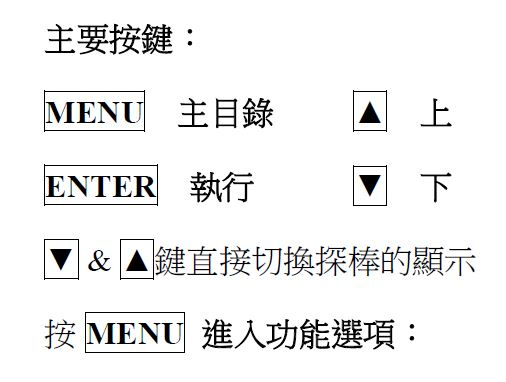 主要按鍵：
MENU 主目錄 ▲ 上
ENTER 執行 ▼ 下
▼ & ▲鍵直接切換探棒的顯示
按 MENU 進入功能選項：